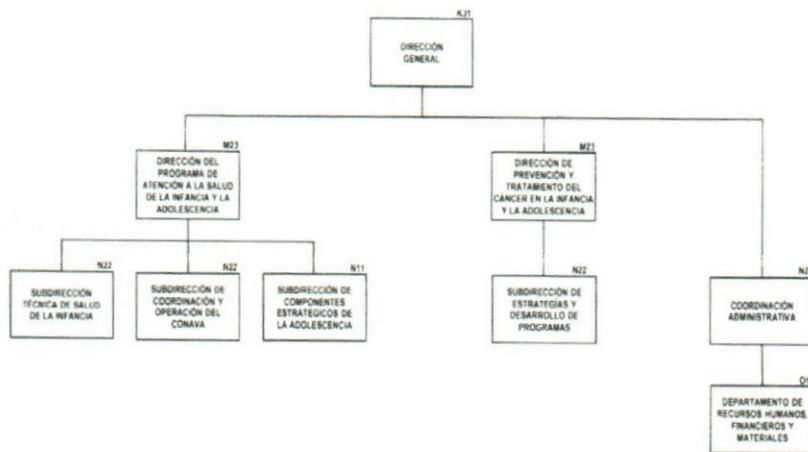 KJ1
DIRECCIÓN
GENERAL
M23
DIRECCIÓN DEL
PROGRAMA DE
ATENCIÓN A LA SALUD
DE LA INFANCIA Y LA
ADOLESCENCIA
M23
DIRECCIÓN DE
PREVENCIÓN Y
TRATAMIENTO DEL
CÁNCER EN LA INFANCIA
Y LA ADOLESCENCIA
N22
SUBDIRECCIÓN
TÉCNICA DE SALUD
DE LA INFANCIA
N22
SUBDIRECCIÓN DE
COORDINACIÓN Y
OPERACIÓN DEL
CONAVA
N11
SUBDIRECCIÓN DE
COMPONENTES
ESTRATÉGICOS DE
LA ADOLESCENCIA
N22
SUBDIRECCIÓN DE
ESTRATEGÍAS Y
DESARROLLO DE
PROGRAMAS
COORDINACIÓN
ADMINISTRATIVA
DEPARTAMENTO DE
RECURSOS HUMANOS,
FINANCIEROS Y
MATERIALES